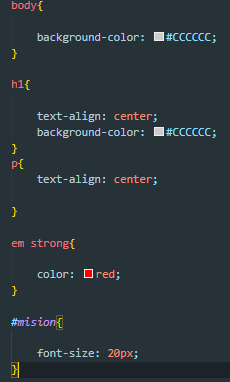 body{
background-color: #CCCCCC;
}
h1{
text-align: center;
background-color: #CCCCCC;
}
p{
text-align: center;
}
em strong{
color: red;
}
#mision{
font-size: 20px;
}